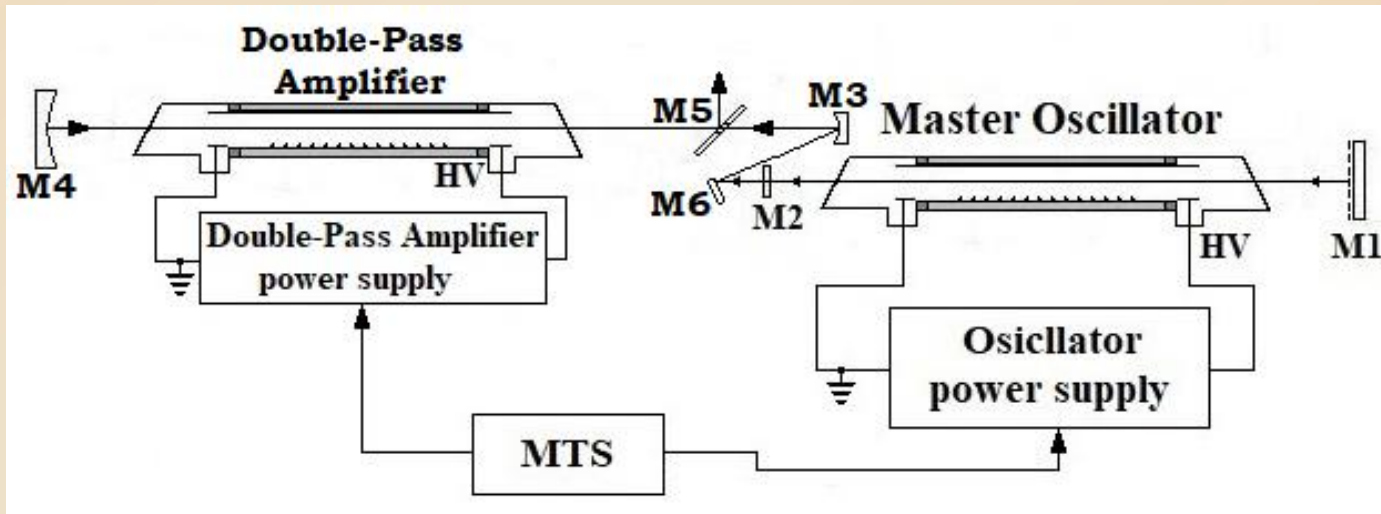 Double-Pass
Amplifier
M5
M3
Master Oscillator
M4
HV
M6
M2
HV
M1
Double-Pass Amplifier
power supply
Osicllator
power supply
MTS